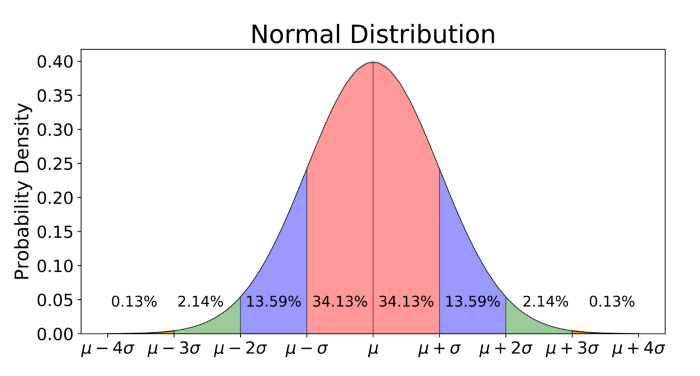 Normal Distribution
Probability Density
0.40
0.35
0.30
0.25
0.20
0.15
0.10
0.05
0.00
0.13% 2.14% 13.59% 34.13% 34.13% 13.59% 2.14% 0.13%
μ − 4σ μ − 3σ μ − 2σ μ − σ μ μ + σ μ + 2σ μ + 3σ μ + 4σ